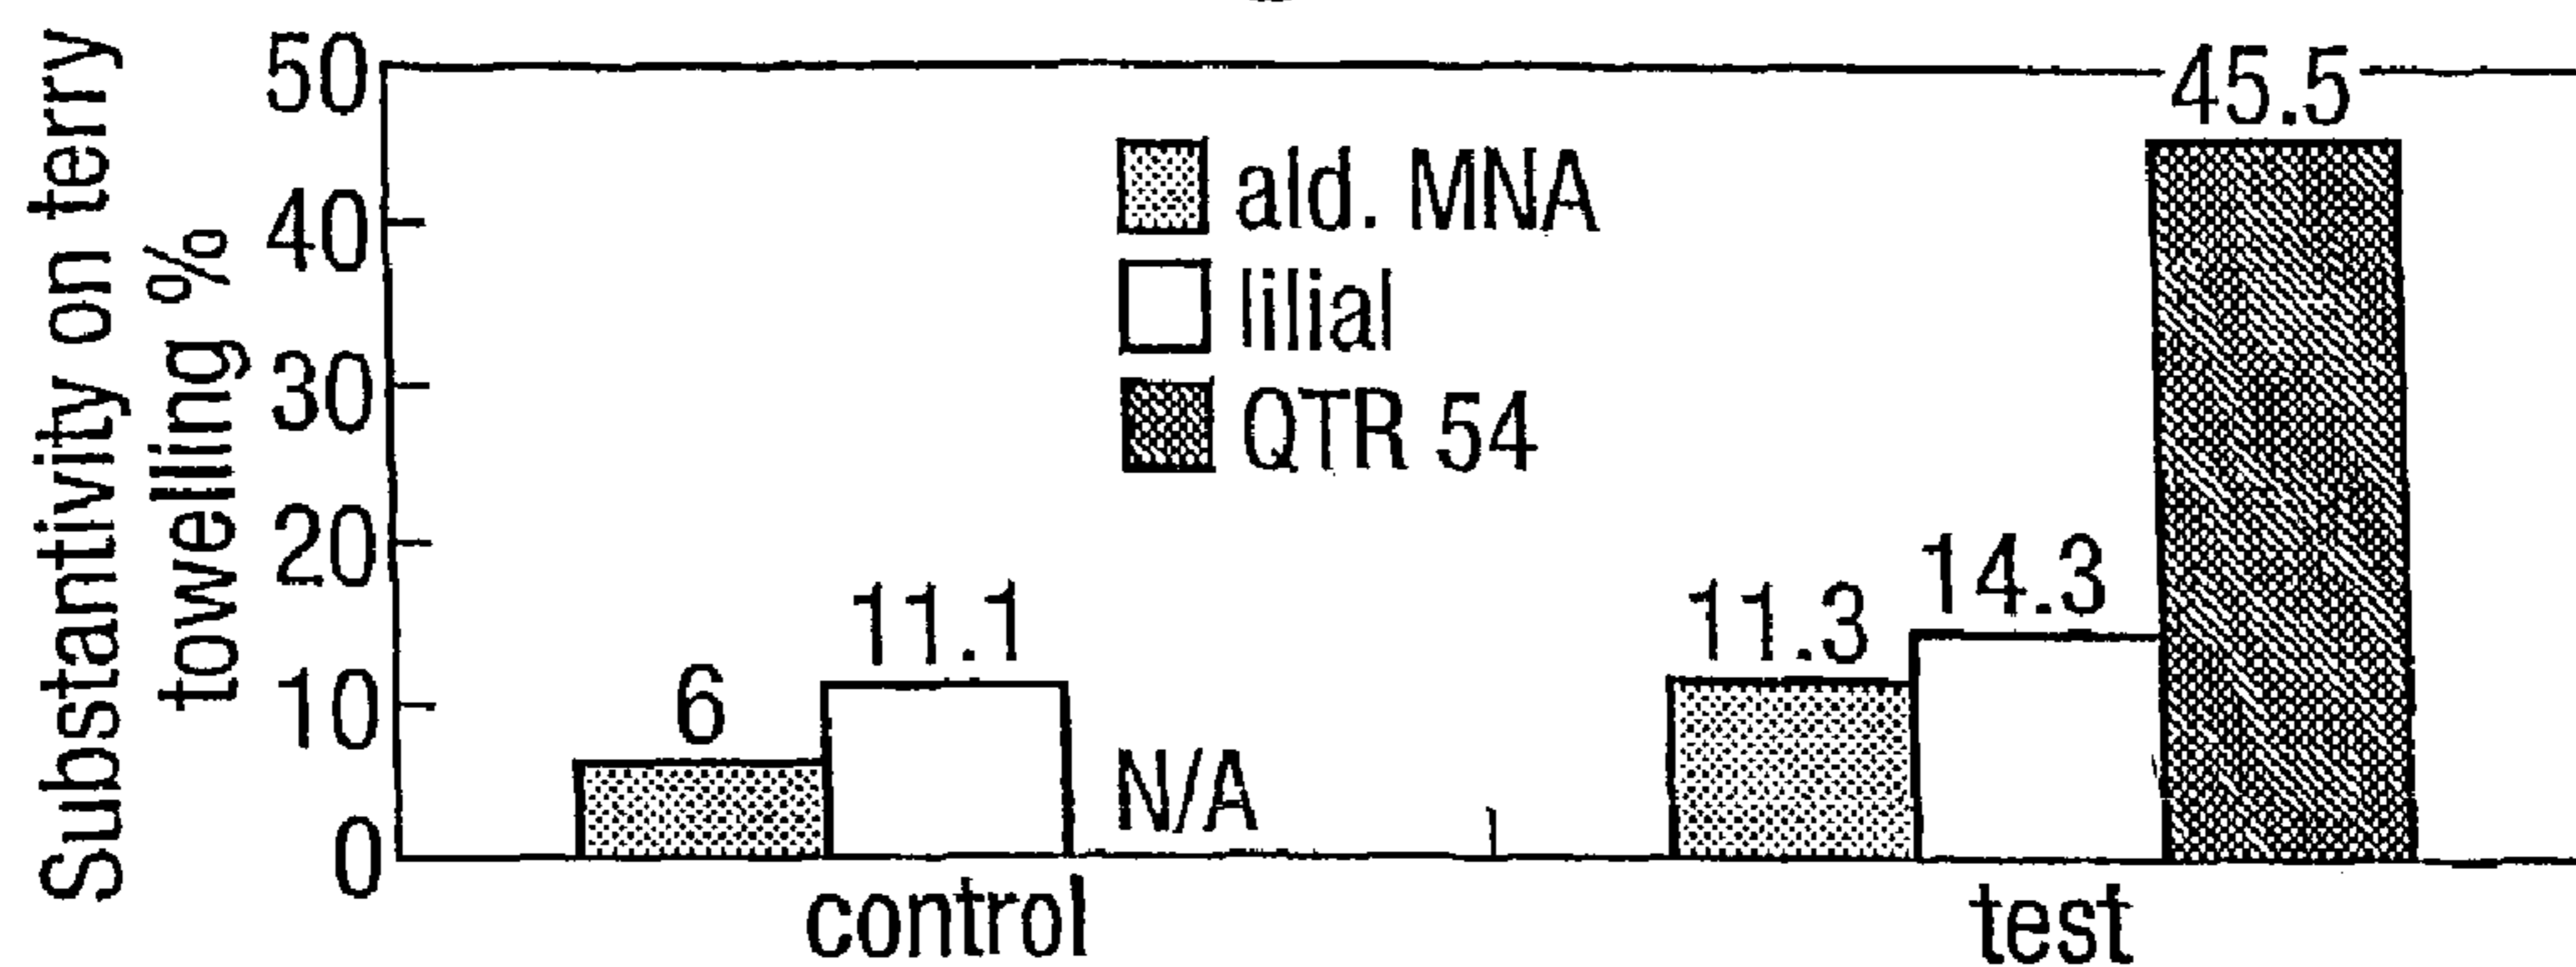 Substantivity on terry
towelling %
50
40
30
20
10
0
ald. MNA
lilial
QTR 54
6
11.1
N/A
11.3
14.3
45.5
control
test